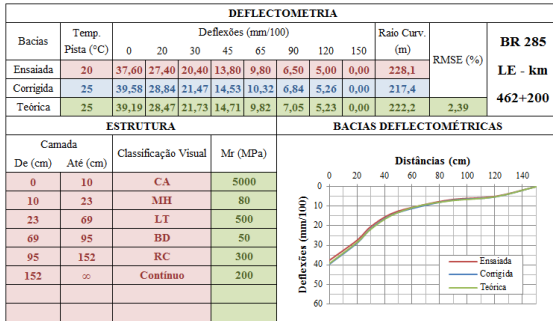 DEFLECTOMETRIA
Bacias Temp. Pista (°C) Deflexões (mm/100) Raio Curv. (m) RMSE (%) BR 285 LE - km 462+200
0 20 30 45 65 90 120 150
Ensaiada 20 37,60 27,40 20,40 13,80 9,80 6,50 5,00 0,00 228,1
Corrigida 25 39,58 28,84 21,47 14,53 10,32 6,84 5,26 0,00 217,4
Teórica 25 39,19 28,47 21,73 14,71 9,82 7,05 5,23 0,00 222,2 2,39
ESTRUTURA
Camada Classificação Visual Mr (MPa)
De (cm) Até (cm)
0 10 CA 5000
10 23 MH 80
23 69 LT 500
69 95 BD 50
95 152 RC 300
152 ∞ Contínuo 200
BACIAS DEFLECTOMÉTRICAS
Distâncias (cm)
0 20 40 60 80 100 120 140
Deflexões (mm/100)
0
10
20
30
40
50
60
Ensaiada
Corrigida
Teórica